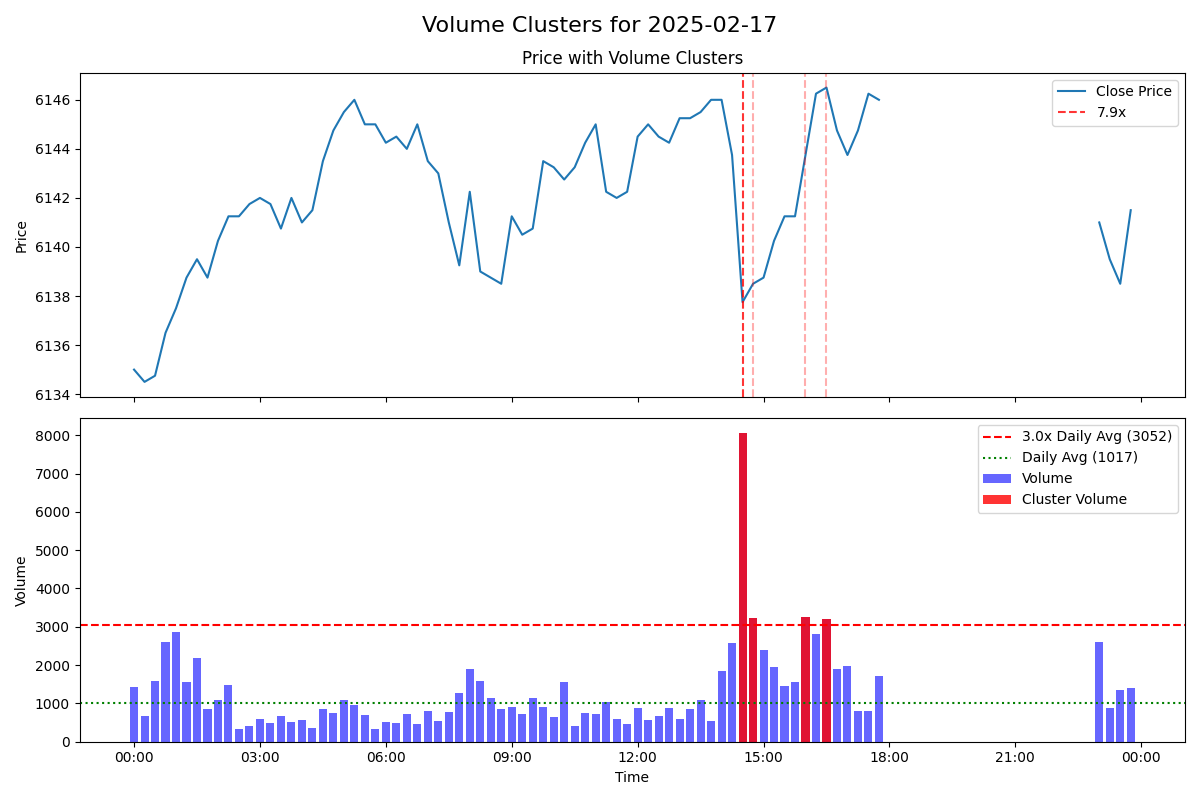 Volume Clusters for 2025-02-17
Price with Volume Clusters
Price
6146
6144
6142
6140
6138
6136
6134
Close Price
7.9x
Volume
8000
7000
6000
5000
4000
3000
2000
1000
0
3.0x Daily Avg (3052)
Daily Avg (1017)
Volume
Cluster Volume
00:00 03:00 06:00 09:00 12:00 15:00 18:00 21:00 00:00
Time